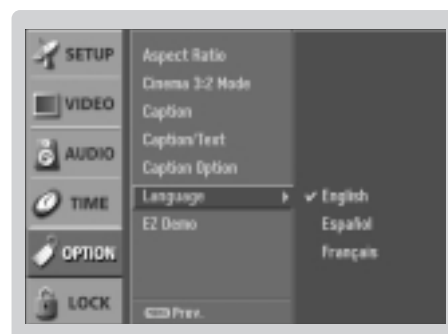 SETUP
VIDEO
AUDIO
TIME
OPTION
LOCK
Aspect Ratio
Cinema 3:2 Mode
Caption
Caption/Text
Caption Option
Language
EZ Demo
Prev.
✔ English
Español
Français